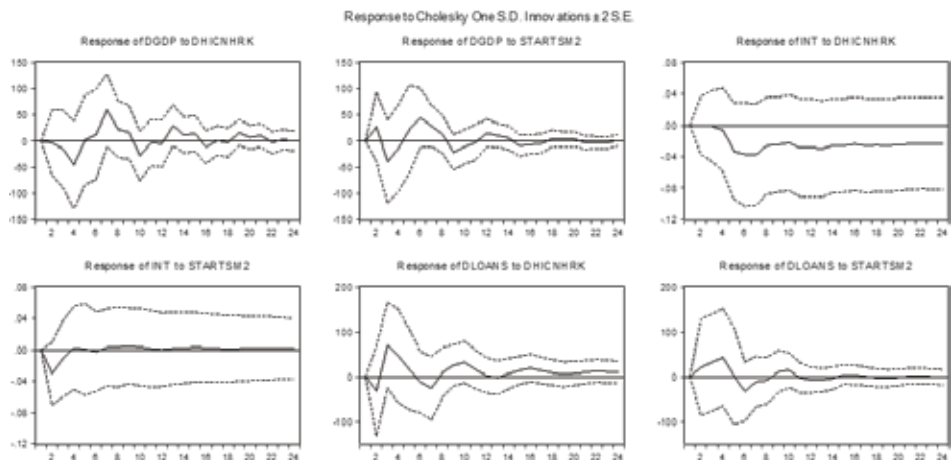 Response to Cholesky One S.D. Innovations ± 2 S.E.
Response of DGDP to DHICNHRK
Response of DGDP to STARTSM2
Response of INT to DHICNHRK
150
100
50
0
-50
-100
-150
2 4 6 8 10 12 14 16 18 20 22 24
150
100
50
0
-50
-100
-150
2 4 6 8 10 12 14 16 18 20 22 24
.08
.04
.00
-.04
-.08
-.12
2 4 6 8 10 12 14 16 18 20 22 24
Response of INT to STARTSM2
Response of DLOANS to DHICNHRK
Response of DLOANS to STARTSM2
.08
.04
.00
-.04
-.08
-.12
2 4 6 8 10 12 14 16 18 20 22 24
200
100
0
-100
2 4 6 8 10 12 14 16 18 20 22 24
200
100
0
-100
2 4 6 8 10 12 14 16 18 20 22 24